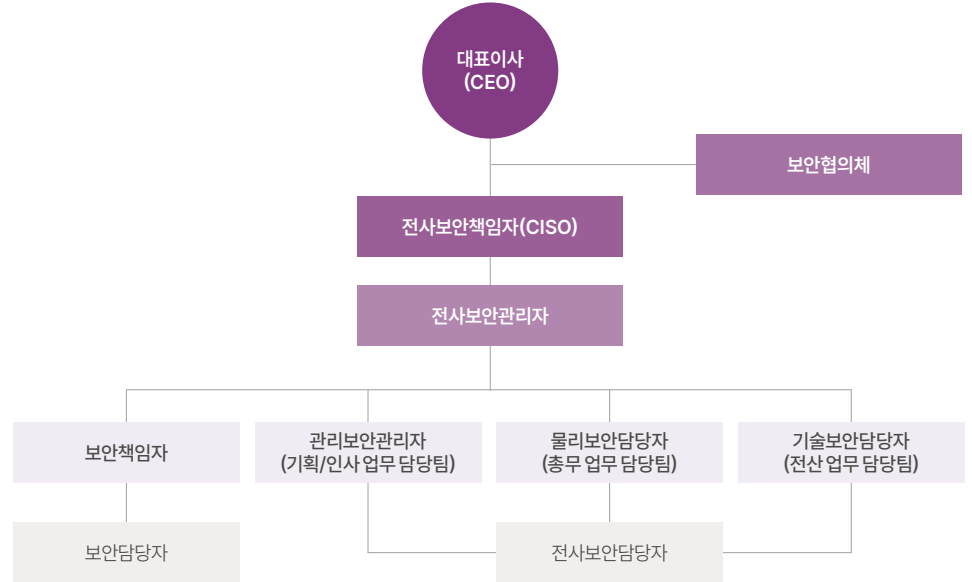 대표이사
(CEO)
보안협의체
전사보안책임자(CISO)
전사보안관리자
보안책임자
관리보안관리자
(기획/인사 업무 담당팀)
물리보안담당자
(총무 업무 담당팀)
기술보안담당자
(전산 업무 담당팀)
보안담당자
전사보안담당자